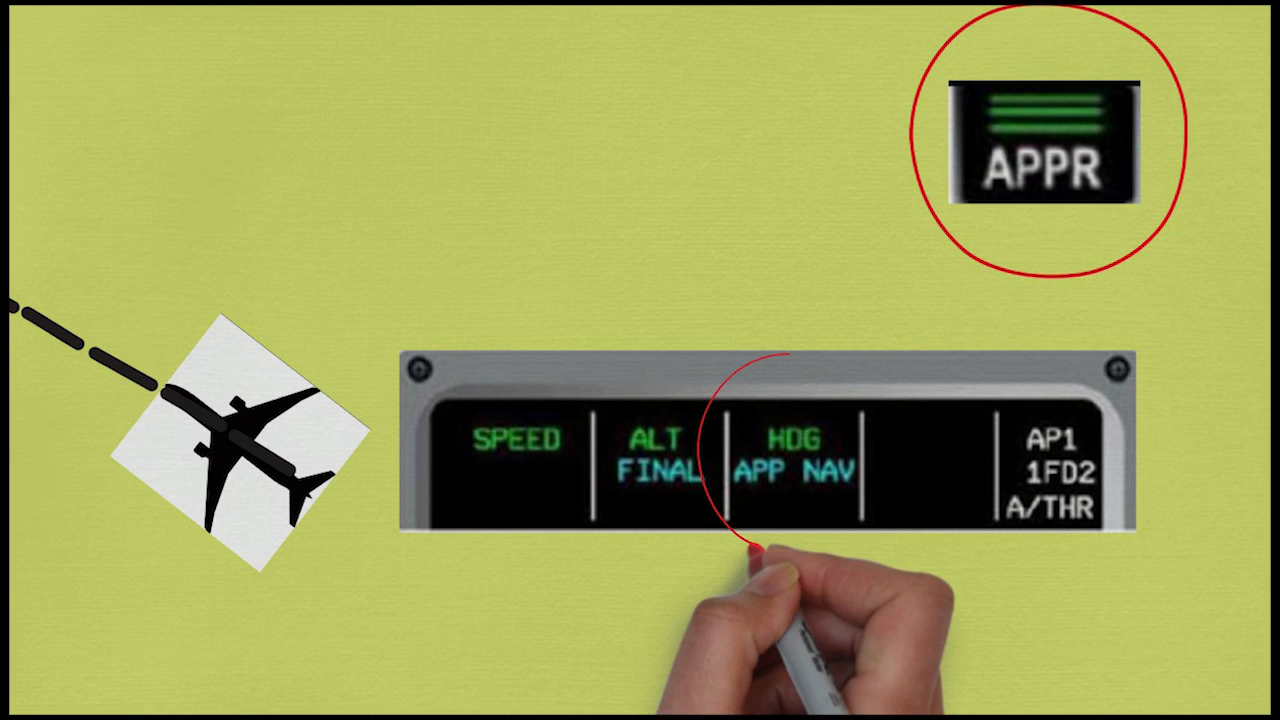 APPR
SPEED ALT HDG AP1
FINAL APP NAV 1FD2
A/THR